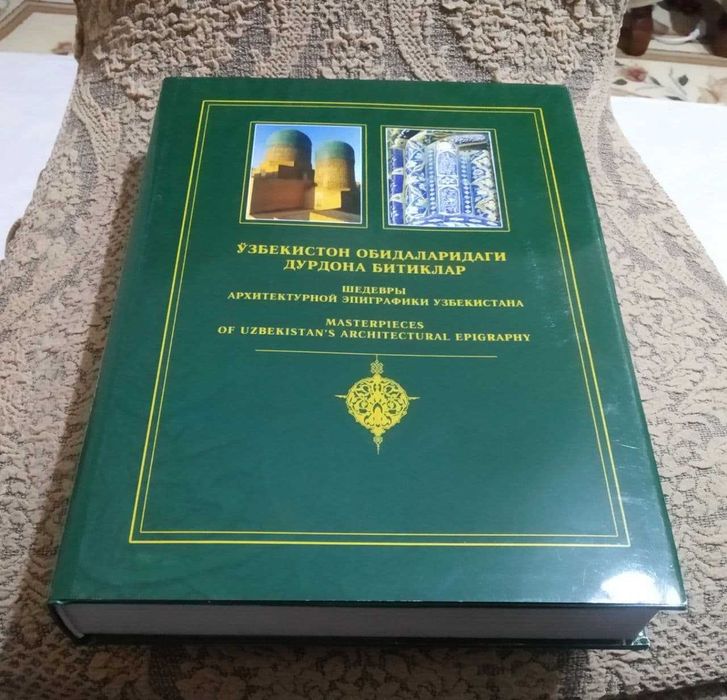 ЎЗБЕКИСТОН ОБИДАЛАРИДАГИ
ДУРДОНА БИТИКЛАР
ШЕДЕВРЫ
АРХИТЕКТУРНОЙ ЭПИГРАФИКИ УЗБЕКИСТАНА
MASTERPIECES
OF UZBEKISTAN'S ARCHITECTURAL EPIGRAPHY